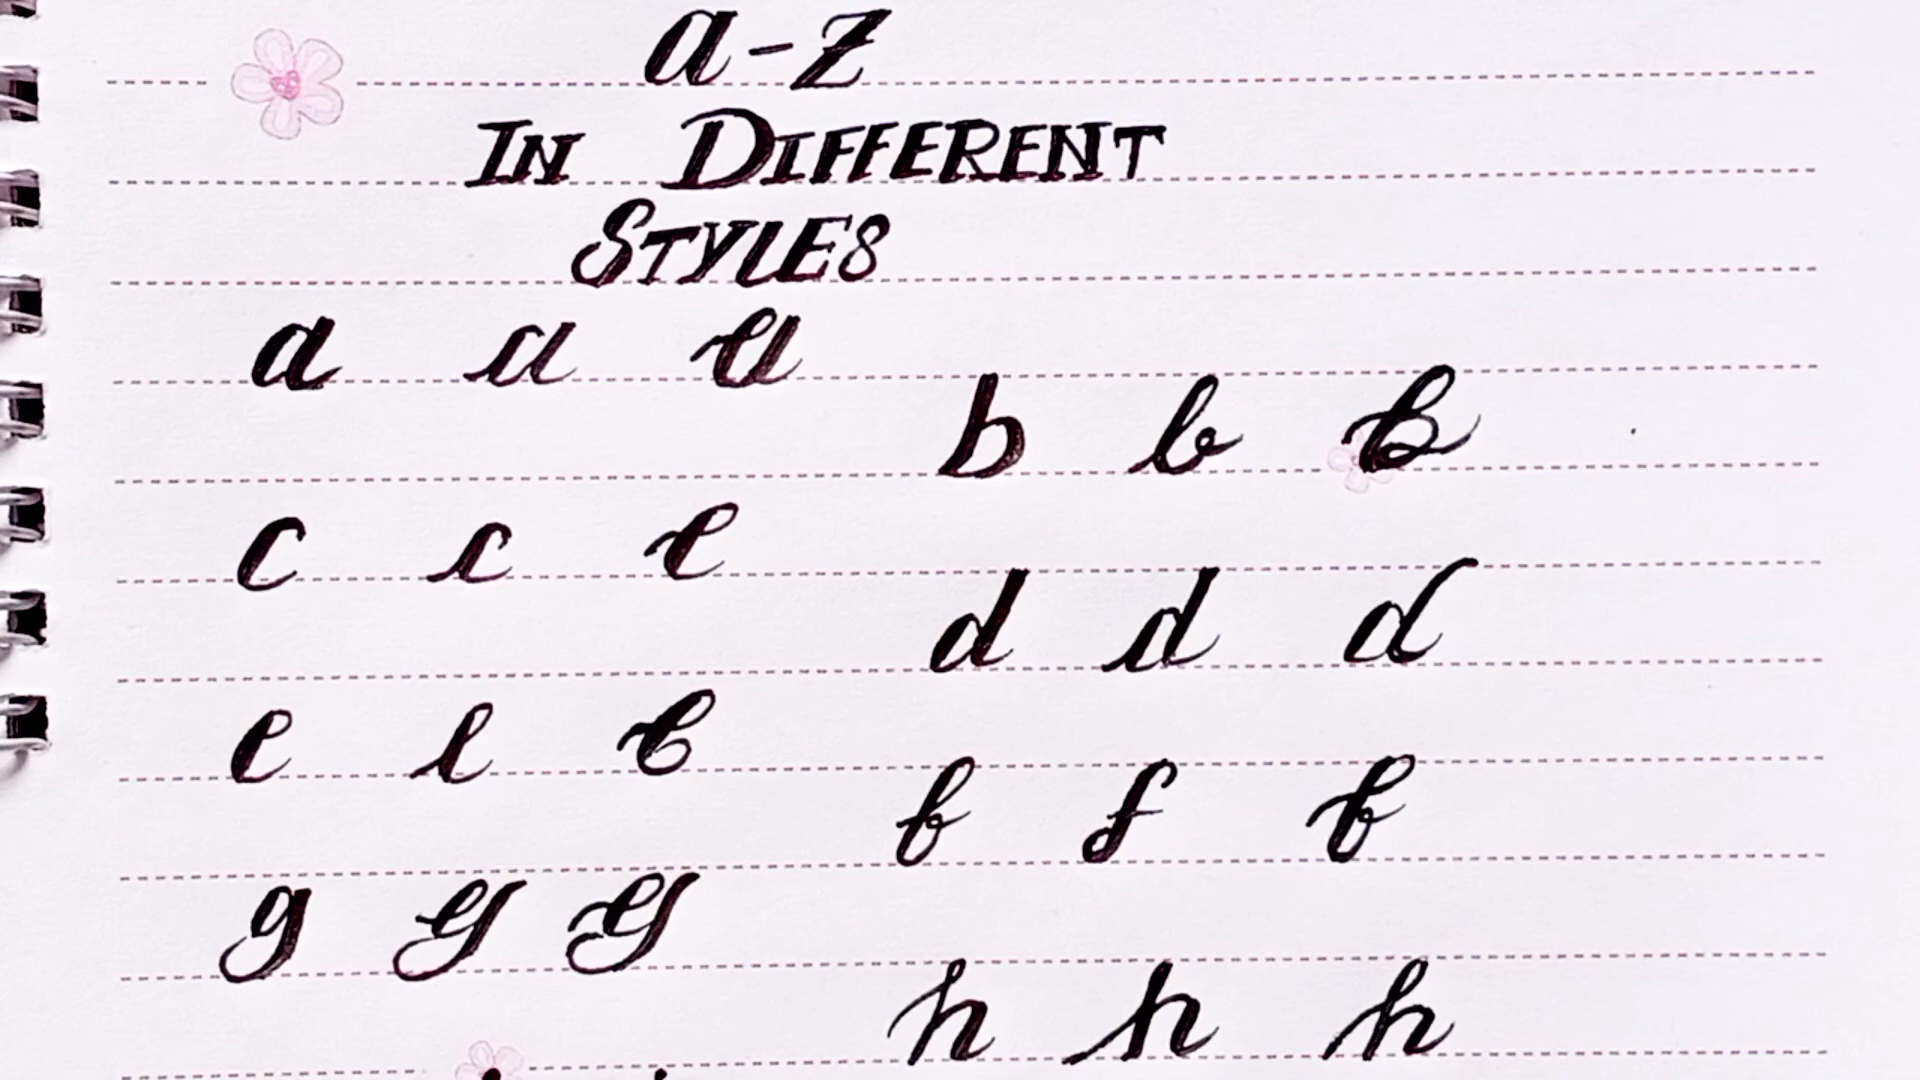 a-z
In Different
Styles
a a a
b b b
c c c
d d d
e e e
f f f
g g g
h h h